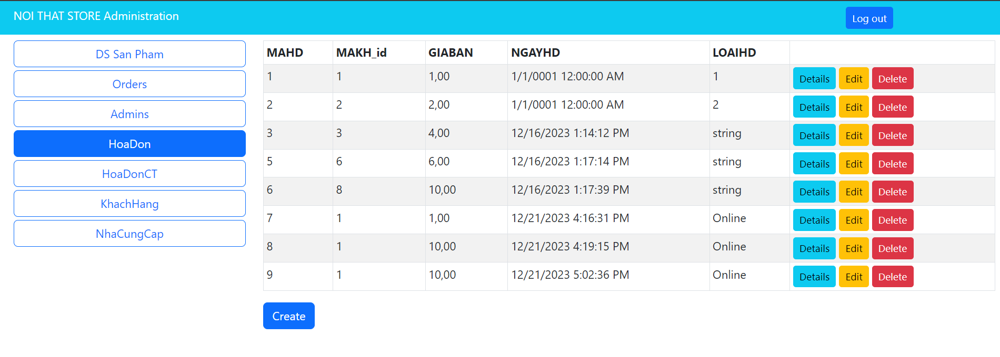 NOI THAT STORE Administration
Log out
DS San Pham
Orders
Admins
HoaDon
HoaDonCT
KhachHang
NhaCungCap
MAHD MAKH_id GIABAN NGAYHD LOAIHD
1 1 1,00 1/1/0001 12:00:00 AM 1 Details Edit Delete
2 2 2,00 1/1/0001 12:00:00 AM 2 Details Edit Delete
3 3 4,00 12/16/2023 1:14:12 PM string Details Edit Delete
5 6 6,00 12/16/2023 1:17:14 PM string Details Edit Delete
6 8 10,00 12/16/2023 1:17:39 PM string Details Edit Delete
7 1 1,00 12/21/2023 4:16:31 PM Online Details Edit Delete
8 1 10,00 12/21/2023 4:19:15 PM Online Details Edit Delete
9 1 10,00 12/21/2023 5:02:36 PM Online Details Edit Delete
Create